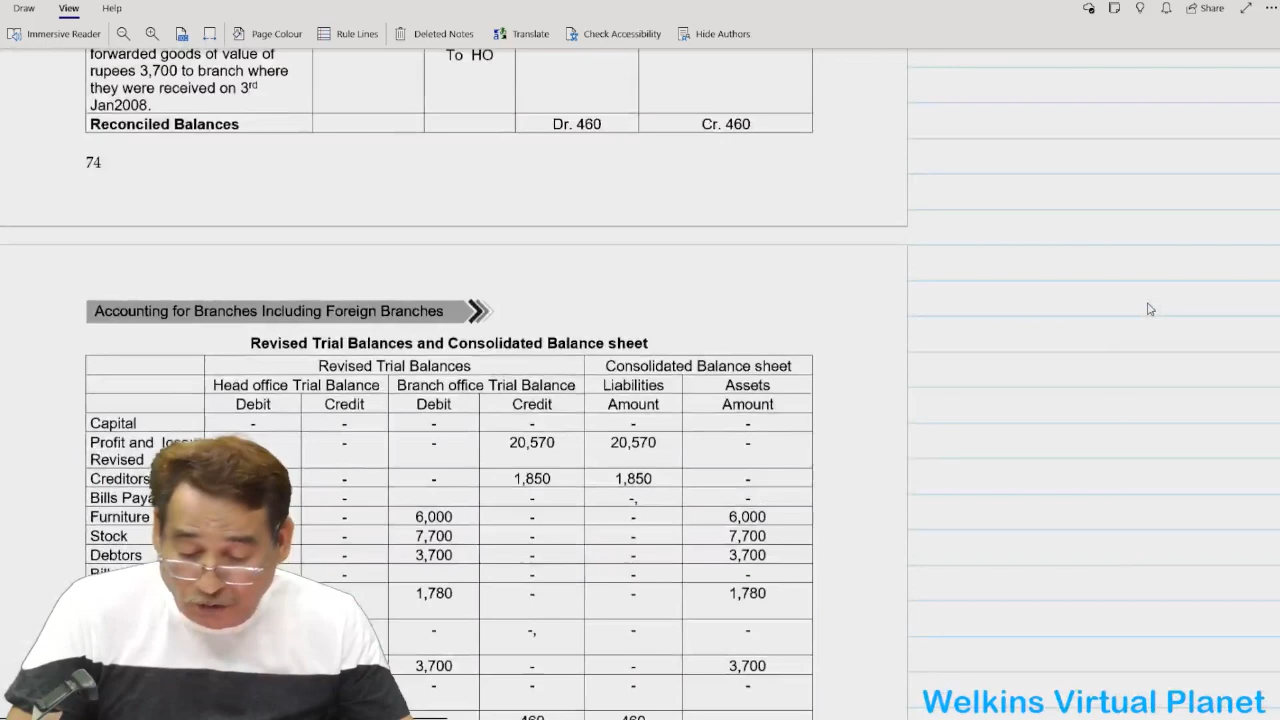 Draw View Help
Share
Immersive Reader Page Colour Rule Lines Deleted Notes Translate Check Accessibility Hide Authors
forwarded goods of value of To HO
rupees 3,700 to branch where
they were received on 3rd
Jan2008.
Reconciled Balances Dr. 460 Cr. 460
74
Accounting for Branches Including Foreign Branches
Revised Trial Balances and Consolidated Balance sheet
Revised Trial Balances Consolidated Balance sheet
Head office Trial Balance Branch office Trial Balance Liabilities Assets
Debit Credit Debit Credit Amount Amount
Capital - - - - - -
Profit and - - 20,570 20,570 -
Revised
Creditors - - 1,850 1,850 -
Bills - - - -, -
Furniture - 6,000 - - 6,000
Stock - 7,700 - - 7,700
Debtors - 3,700 - - 3,700
- - - - -
1,780 - - 1,780
- -, - -
3,700 - - 3,700
- - - -
460 460
Welkins Virtual Planet